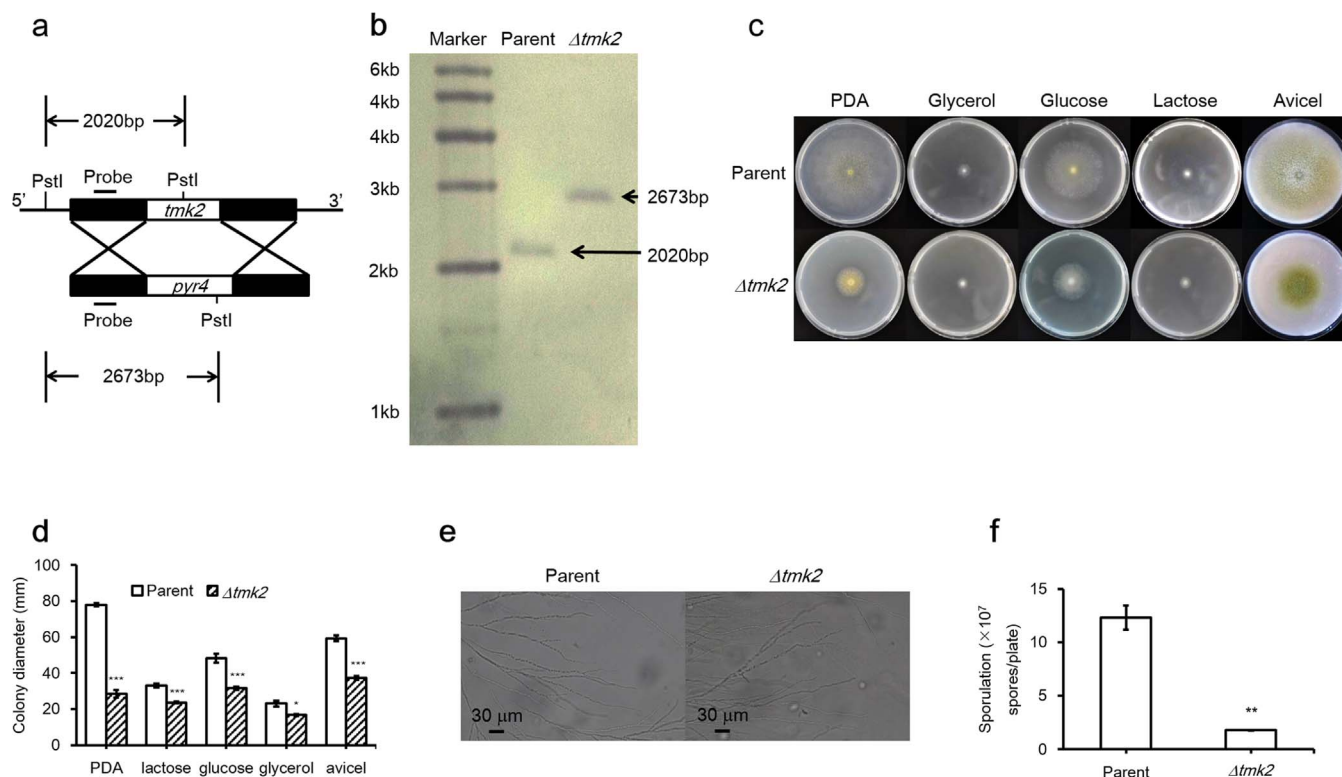 a
2020bp
PstI
Probe
PstI
5’
3’
tmk2
pyr4
Probe
PstI
2673bp
b
Marker Parent Δtmk2
6kb
4kb
4kb
3kb
2673bp
2020bp
2kb
1kb
c
PDA Glycerol Glucose Lactose Avicel
Parent
Δtmk2
d
Colony diameter (mm)
100
80
60
40
20
0
Parent Δtmk2
***
***
***
*
***
PDA lactose glucose glycerol avicel
e
Parent Δtmk2
30 μm 30 μm
f
Sporulation (×10⁷
spores/plate)
15
10
5
0
**
Parent Δtmk2